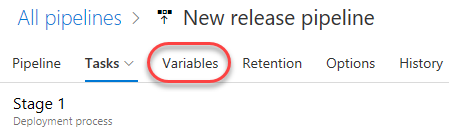 All pipelines > New release pipeline
Pipeline Tasks Variables Retention Options History
Stage 1
Deployment process